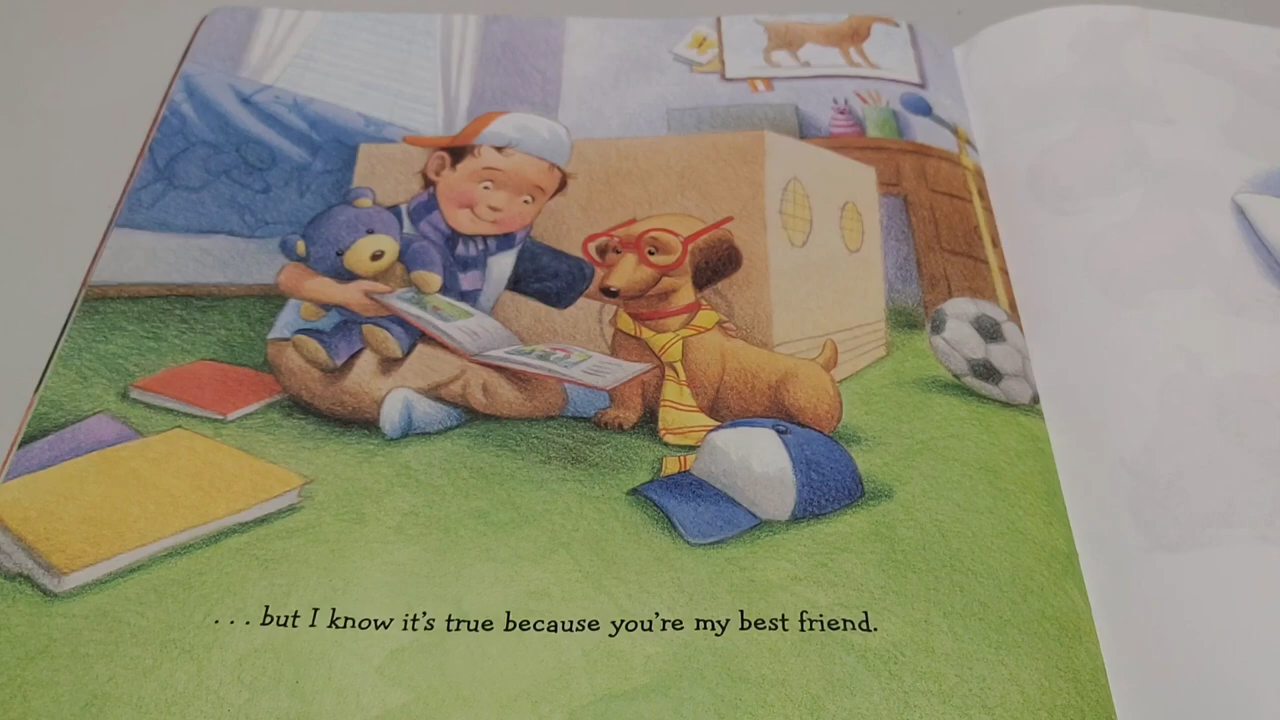 . . . but I know it's true because you're my best friend.